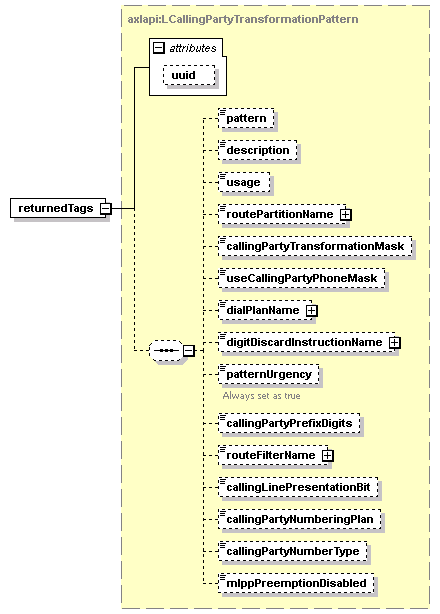 axlapi:LCallingPartyTransformationPattern
attributes
uuid
pattern
description
usage
returnedTags
routePartitionName
callingPartyTransformationMask
useCallingPartyPhoneMask
dialPlanName
digitDiscardInstructionName
patternUrgency
Always set as true
callingPartyPrefixDigits
routeFilterName
callingLinePresentationBit
callingPartyNumberingPlan
callingPartyNumberType
mlppPreemptionDisabled